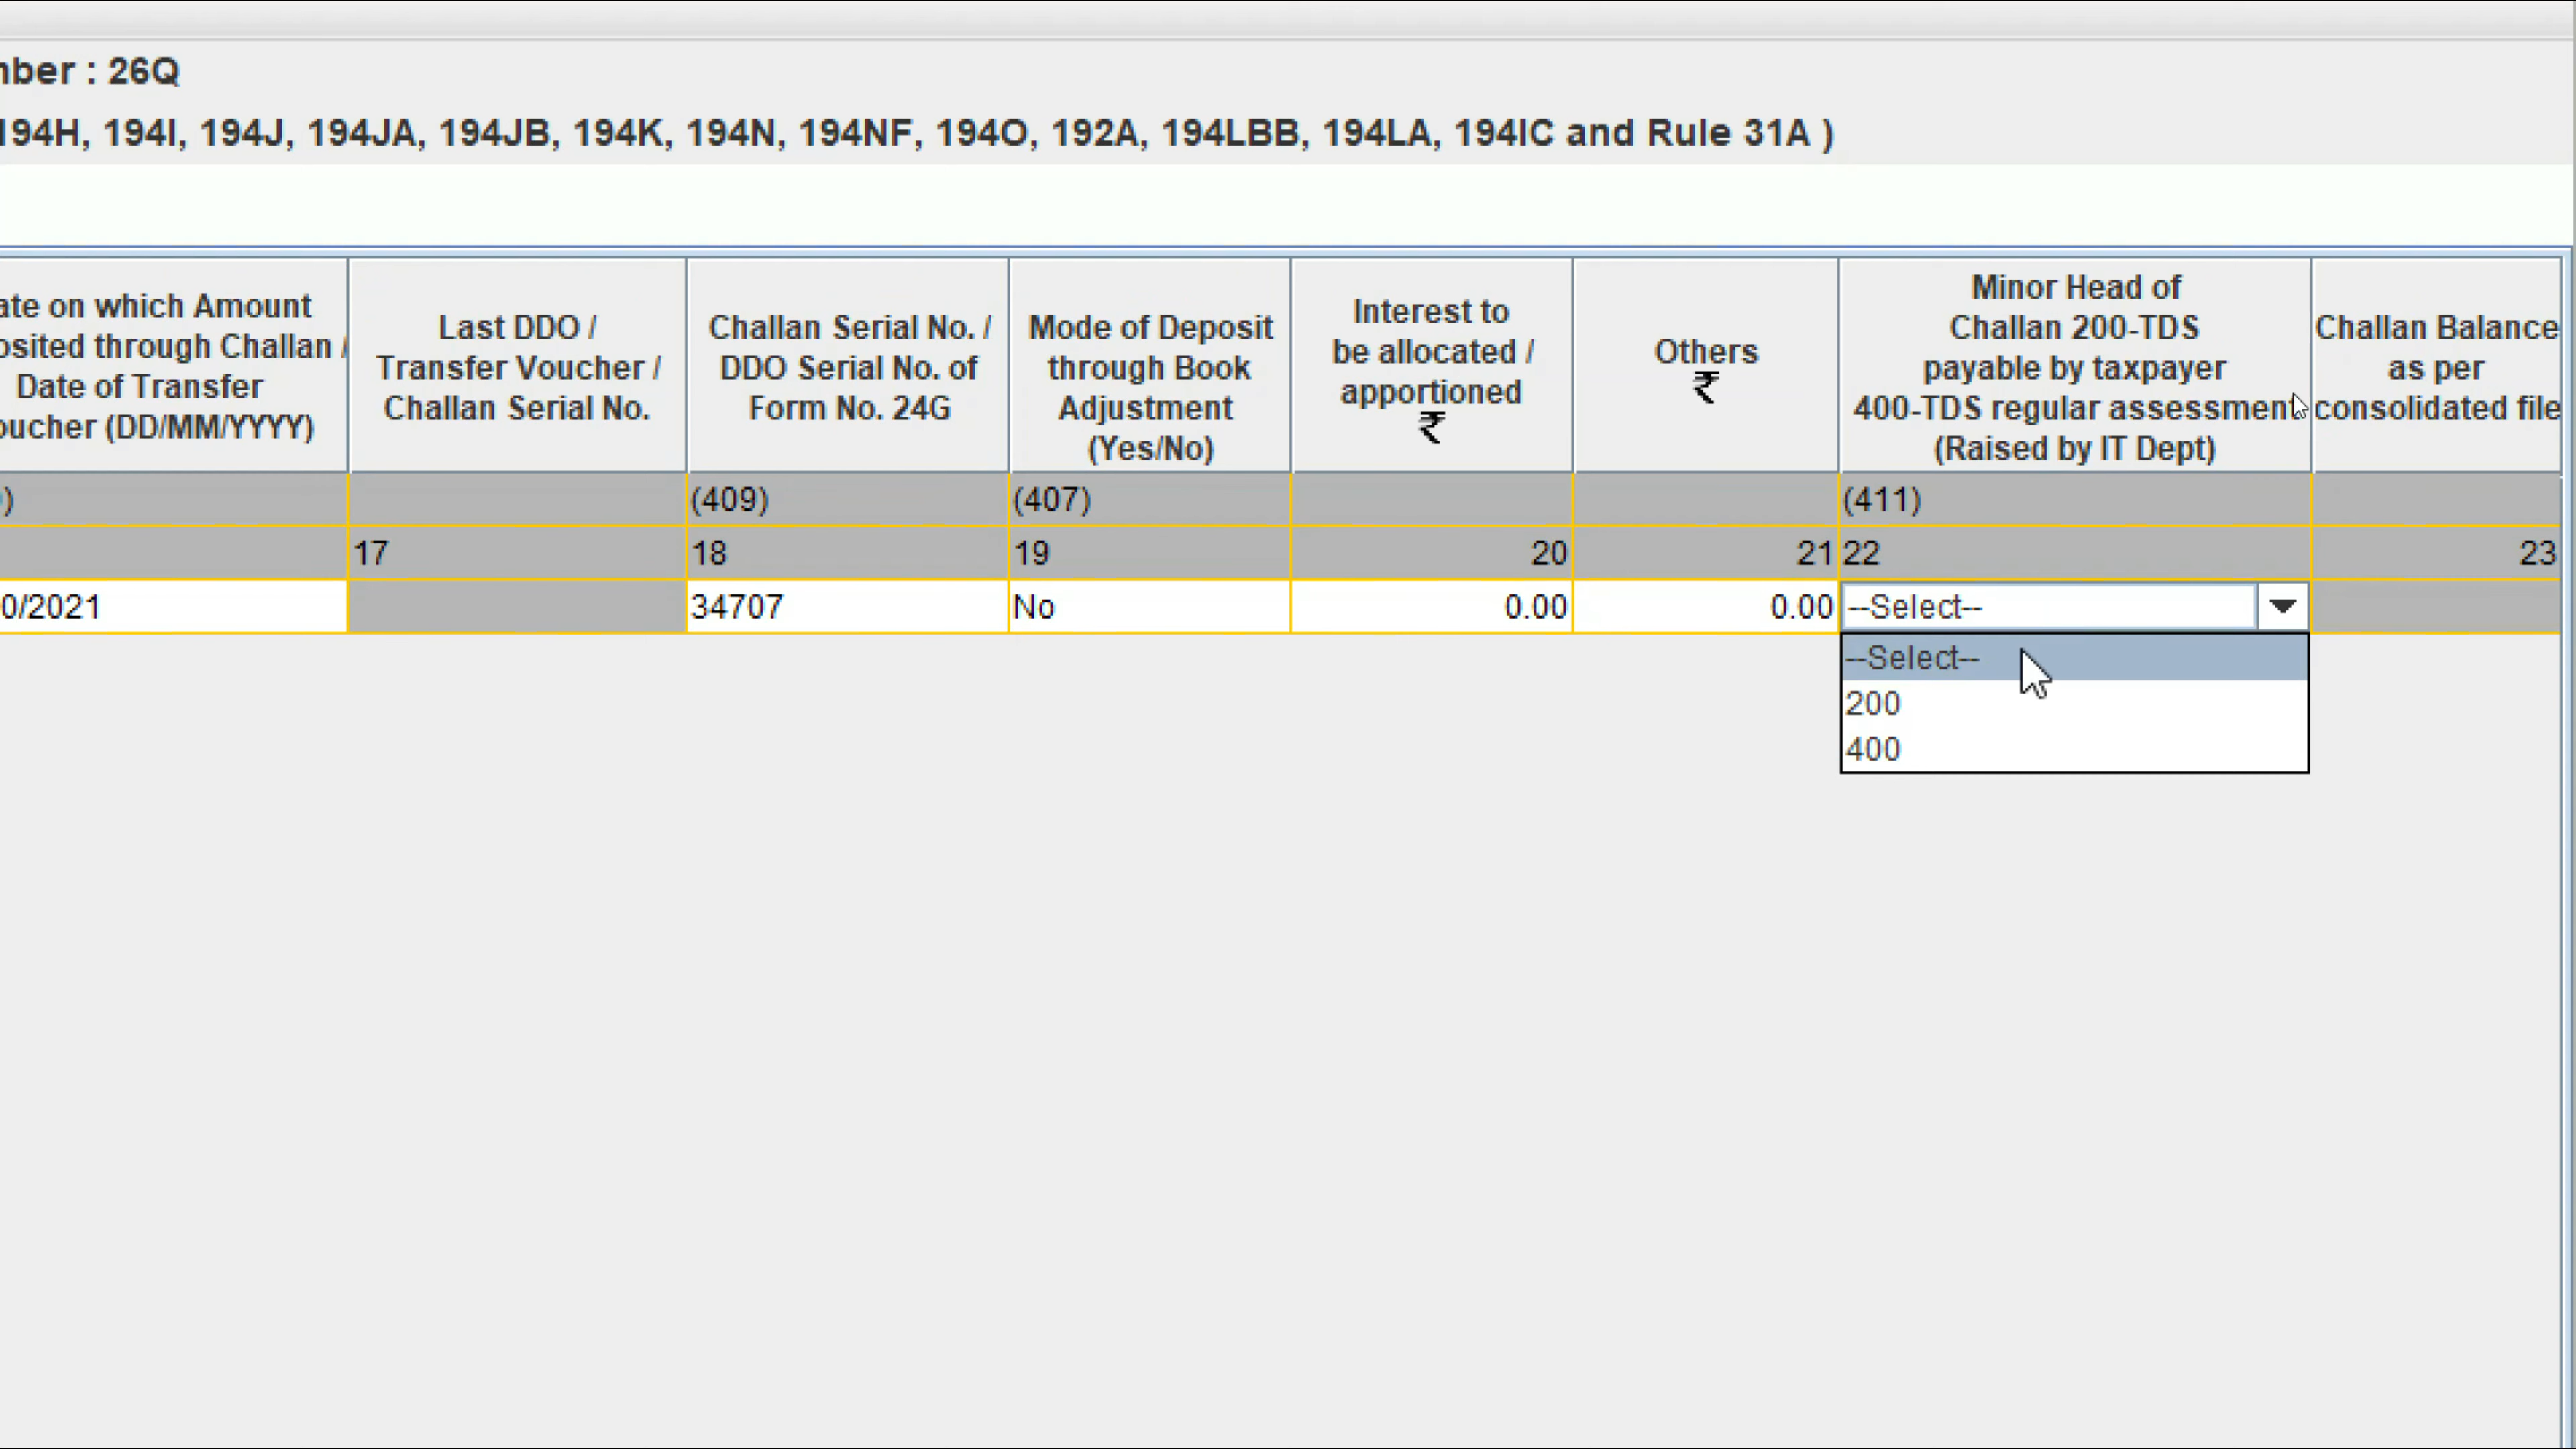 nber : 26Q
194H, 194I, 194J, 194JA, 194JB, 194K, 194N, 194NF, 194O, 192A, 194LBB, 194LA, 194IC and Rule 31A )
ate on which Amount
osited through Challan /
Date of Transfer
oucher (DD/MM/YYYY)
Last DDO /
Transfer Voucher /
Challan Serial No.
Challan Serial No. /
DDO Serial No. of
Form No. 24G
Mode of Deposit
through Book
Adjustment
(Yes/No)
Interest to
be allocated /
apportioned
₹
Others
₹
Minor Head of
Challan 200-TDS
payable by taxpayer
400-TDS regular assessment
(Raised by IT Dept)
Challan Balance
as per
consolidated file
) (409) (407) (411)
17 18 19 20 21 22 23
0/2021 34707 No 0.00 0.00 --Select--
--Select--
200
400